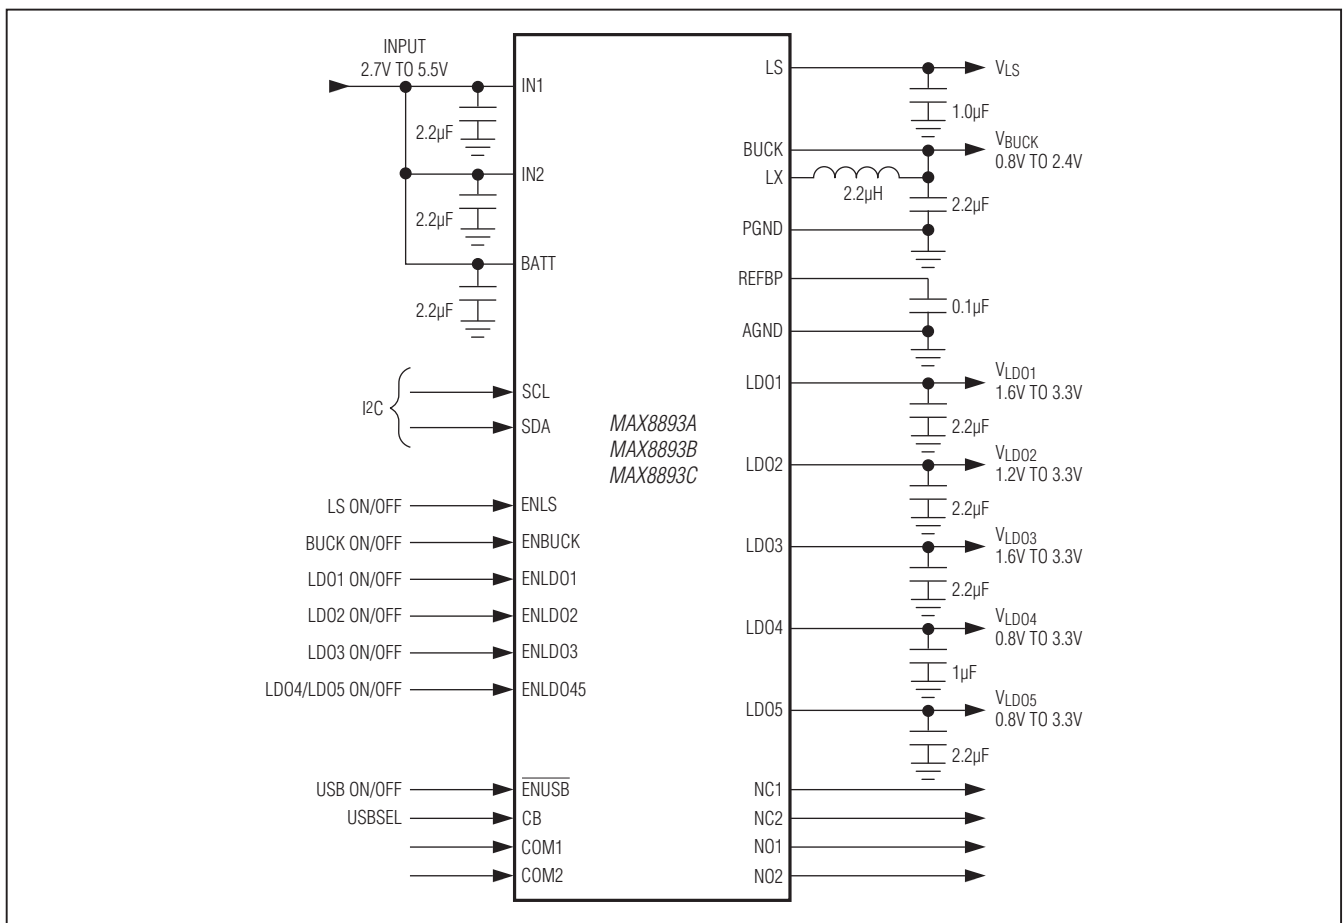 INPUT
2.7V TO 5.5V
IN1
2.2µF
IN2
2.2µF
BATT
2.2µF
I2C
SCL
SDA
LS ON/OFF
ENLS
BUCK ON/OFF
ENBUCK
LDO1 ON/OFF
ENLDO1
LDO2 ON/OFF
ENLDO2
LDO3 ON/OFF
ENLDO3
LDO4/LDO5 ON/OFF
ENLDO45
USB ON/OFF
ENUSB
USBSEL
CB
COM1
COM2
MAX8893A
MAX8893B
MAX8893C
LS
VLS
1.0µF
BUCK
VBUCK
0.8V TO 2.4V
LX
2.2µH
2.2µF
PGND
REFBP
0.1µF
AGND
LDO1
VLDO1
1.6V TO 3.3V
2.2µF
LDO2
VLDO2
1.2V TO 3.3V
2.2µF
LDO3
VLDO3
1.6V TO 3.3V
2.2µF
LDO4
VLDO4
0.8V TO 3.3V
1µF
LDO5
VLDO5
0.8V TO 3.3V
2.2µF
NC1
NC2
NO1
NO2